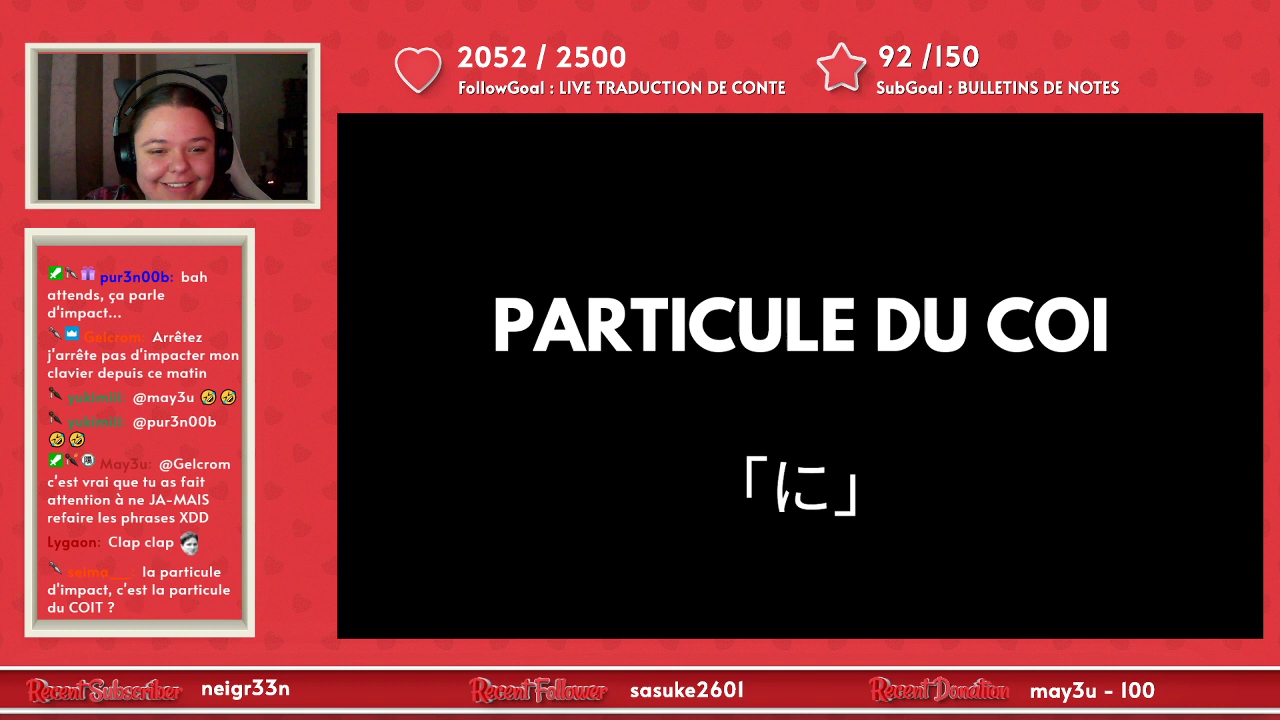 2052 / 2500
FollowGoal : LIVE TRADUCTION DE CONTE
92 /150
SubGoal : BULLETINS DE NOTES
PARTICULE DU COI
「に」
pur3n00b: bah
attends, ça parle
d'impact...
Gelcrom: Arrêtez
j'arrête pas d'impacter mon
clavier depuis ce matin
yukimiii: @may3u
yukimiii: @pur3n00b
May3u: @Gelcrom
c'est vrai que tu as fait
attention à ne JA-MAIS
refaire les phrases XDD
Lygaon: Clap clap
la particule
d'impact, c'est la particule
du COIT ?
Recent Subscriber neigr33n
Recent Follower sasuke2601
Recent Donation may3u - 100